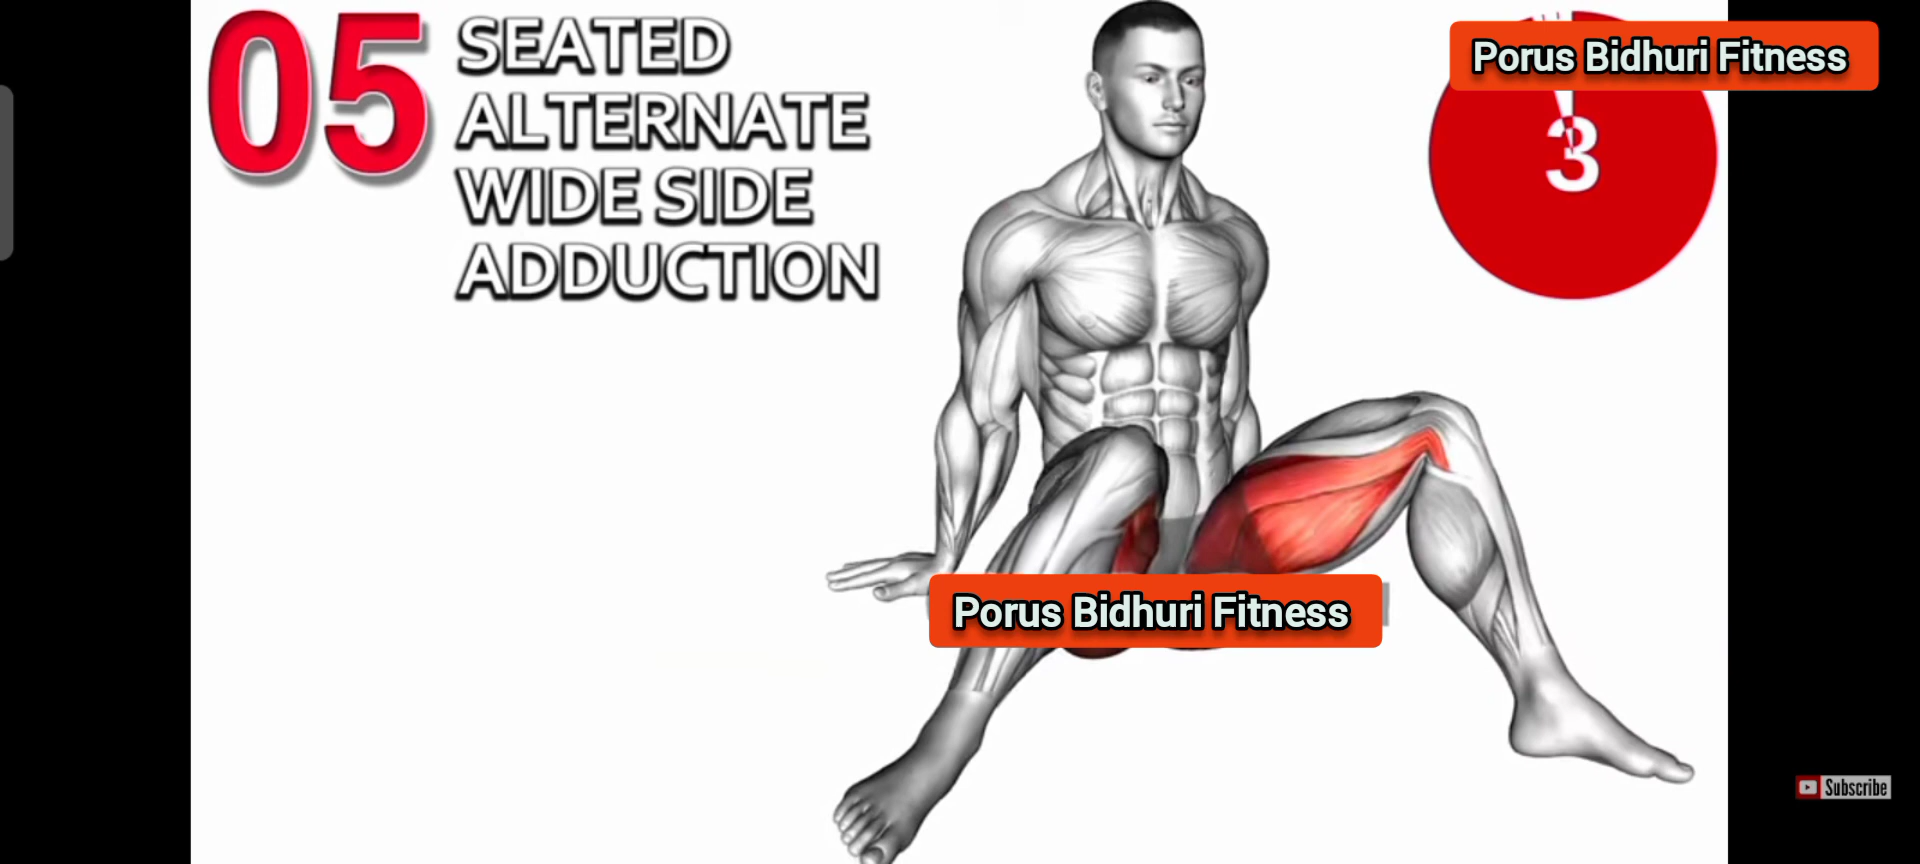 05
SEATED
ALTERNATE
WIDE SIDE
ADDUCTION
Porus Bidhuri Fitness
3
Porus Bidhuri Fitness
Subscribe